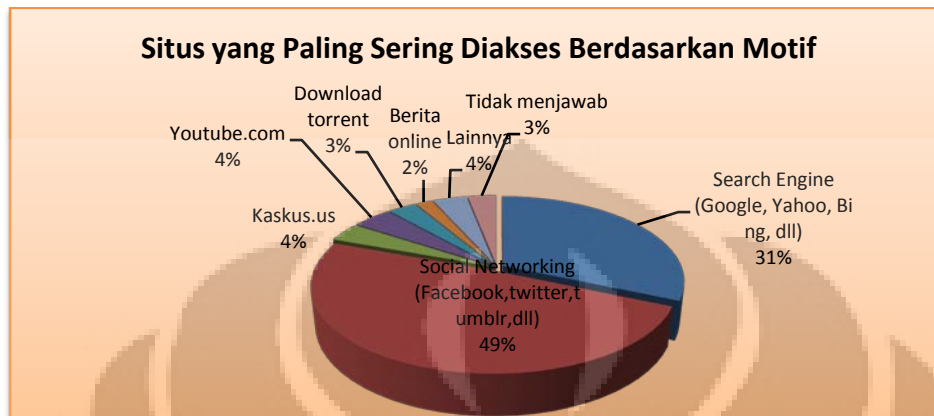 Situs yang Paling Sering Diakses Berdasarkan Motif
Download
torrent
3%
Berita
online
2%
Lainnya
4%
Tidak menjawab
3%
Youtube.com
4%
Kaskus.us
4%
Search Engine
(Google, Yahoo, Bi
ng, dll)
31%
Social Networking
(Facebook,twitter,t
umblr,dll)
49%